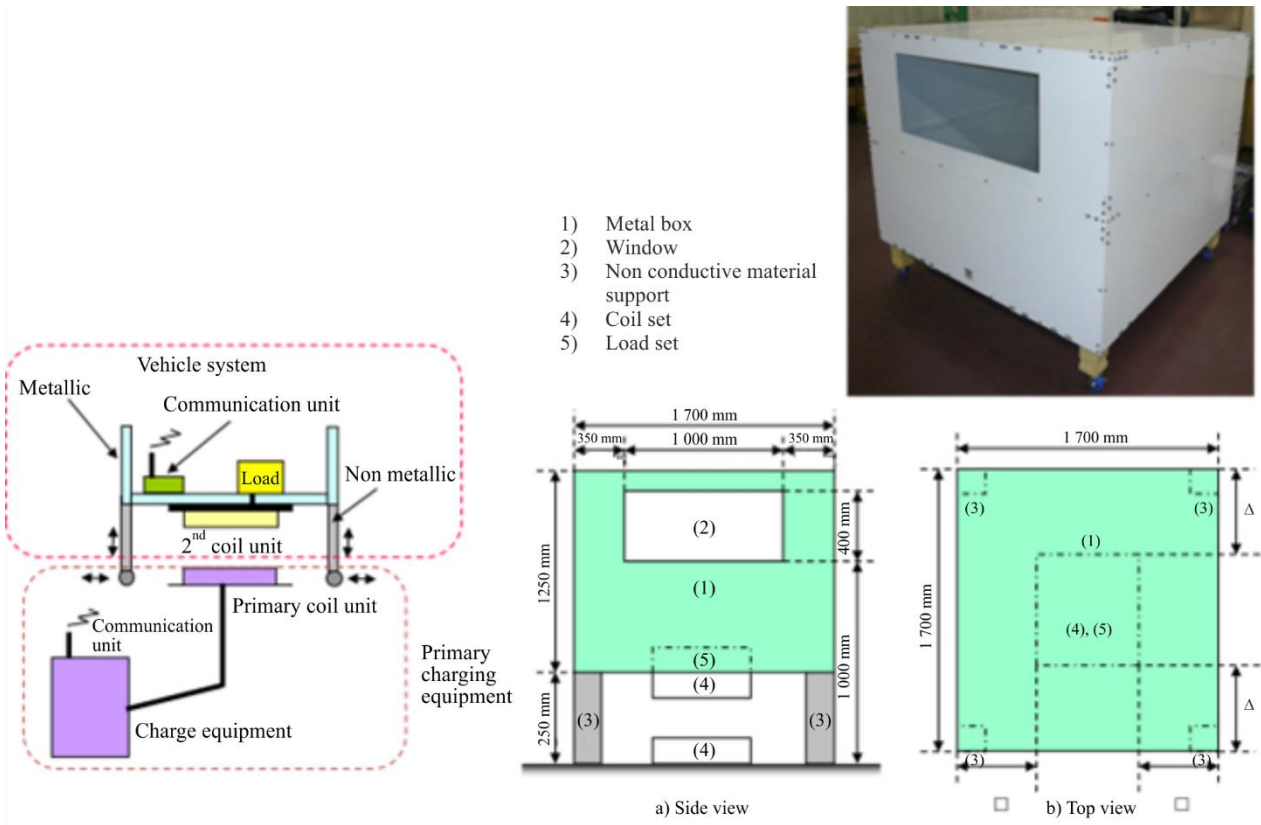 1) Metal box
2) Window
3) Non conductive material
support
4) Coil set
5) Load set
Vehicle system
Metallic
Communication unit
Load
Non metallic
2nd coil unit
Primary coil unit
Communication
unit
Primary
charging
equipment
Charge equipment
1 700 mm
350 mm
1 000 mm
350 mm
(2)
400 mm
1250 mm
(1)
1 000 mm
(5)
(4)
250 mm
(3)
(3)
(4)
a) Side view
1 700 mm
(3)
(3)
Δ
(1)
1 700 mm
(4), (5)
Δ
(3)
(3)
b) Top view